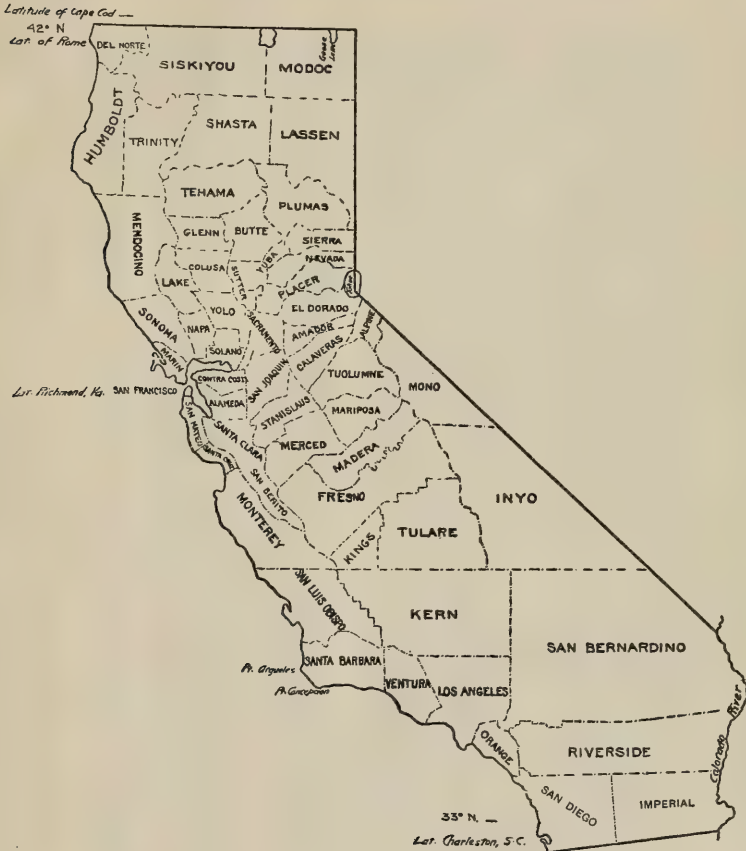 Latitude of Cape Cod
42° N
Lat. of Rome
DEL NORTE
SISKIYOU
MODOC
Goose Lake
HUMBOLDT
TRINITY
SHASTA
LASSEN
TEHAMA
PLUMAS
MENDOCINO
GLENN
BUTTE
SIERRA
NEVADA
YUBA
COLUSA
LAKE
SUTTER
PLACER
YOLO
EL DORADO
SONOMA
NAPA
SACRAMENTO
AMADOR
ALPINE
SOLANO
CALAVERAS
MARIN
CONTRA COSTA
SAN JOAQUIN
TUOLUMNE
MONO
Lat. Richmond, Va.
SAN FRANCISCO
ALAMEDA
STANISLAUS
MARIPOSA
SAN MATEO
SANTA CLARA
MERCED
MADERA
SANTA CRUZ
SAN BENITO
FRESNO
INYO
MONTEREY
KINGS
TULARE
SAN LUIS OBISPO
KERN
SAN BERNARDINO
SANTA BARBARA
Pt. Arguelес
Pt. Concepcion
VENTURA
LOS ANGELES
Colorado River
ORANGE
RIVERSIDE
SAN DIEGO
IMPERIAL
33° N.
Lat. Charleston, S.C.